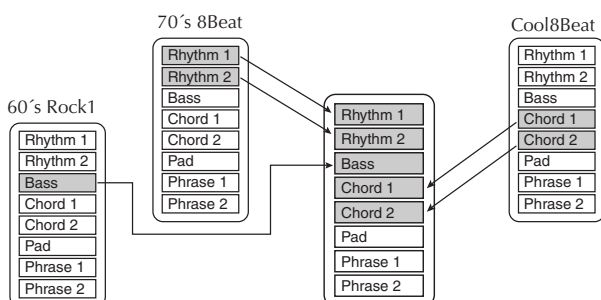 60´s Rock1
Rhythm 1
Rhythm 2
Bass
Chord 1
Chord 2
Pad
Phrase 1
Phrase 2
70´s 8Beat
Rhythm 1
Rhythm 2
Bass
Chord 1
Chord 2
Pad
Phrase 1
Phrase 2
Rhythm 1
Rhythm 2
Bass
Chord 1
Chord 2
Pad
Phrase 1
Phrase 2
Cool8Beat
Rhythm 1
Rhythm 2
Bass
Chord 1
Chord 2
Pad
Phrase 1
Phrase 2